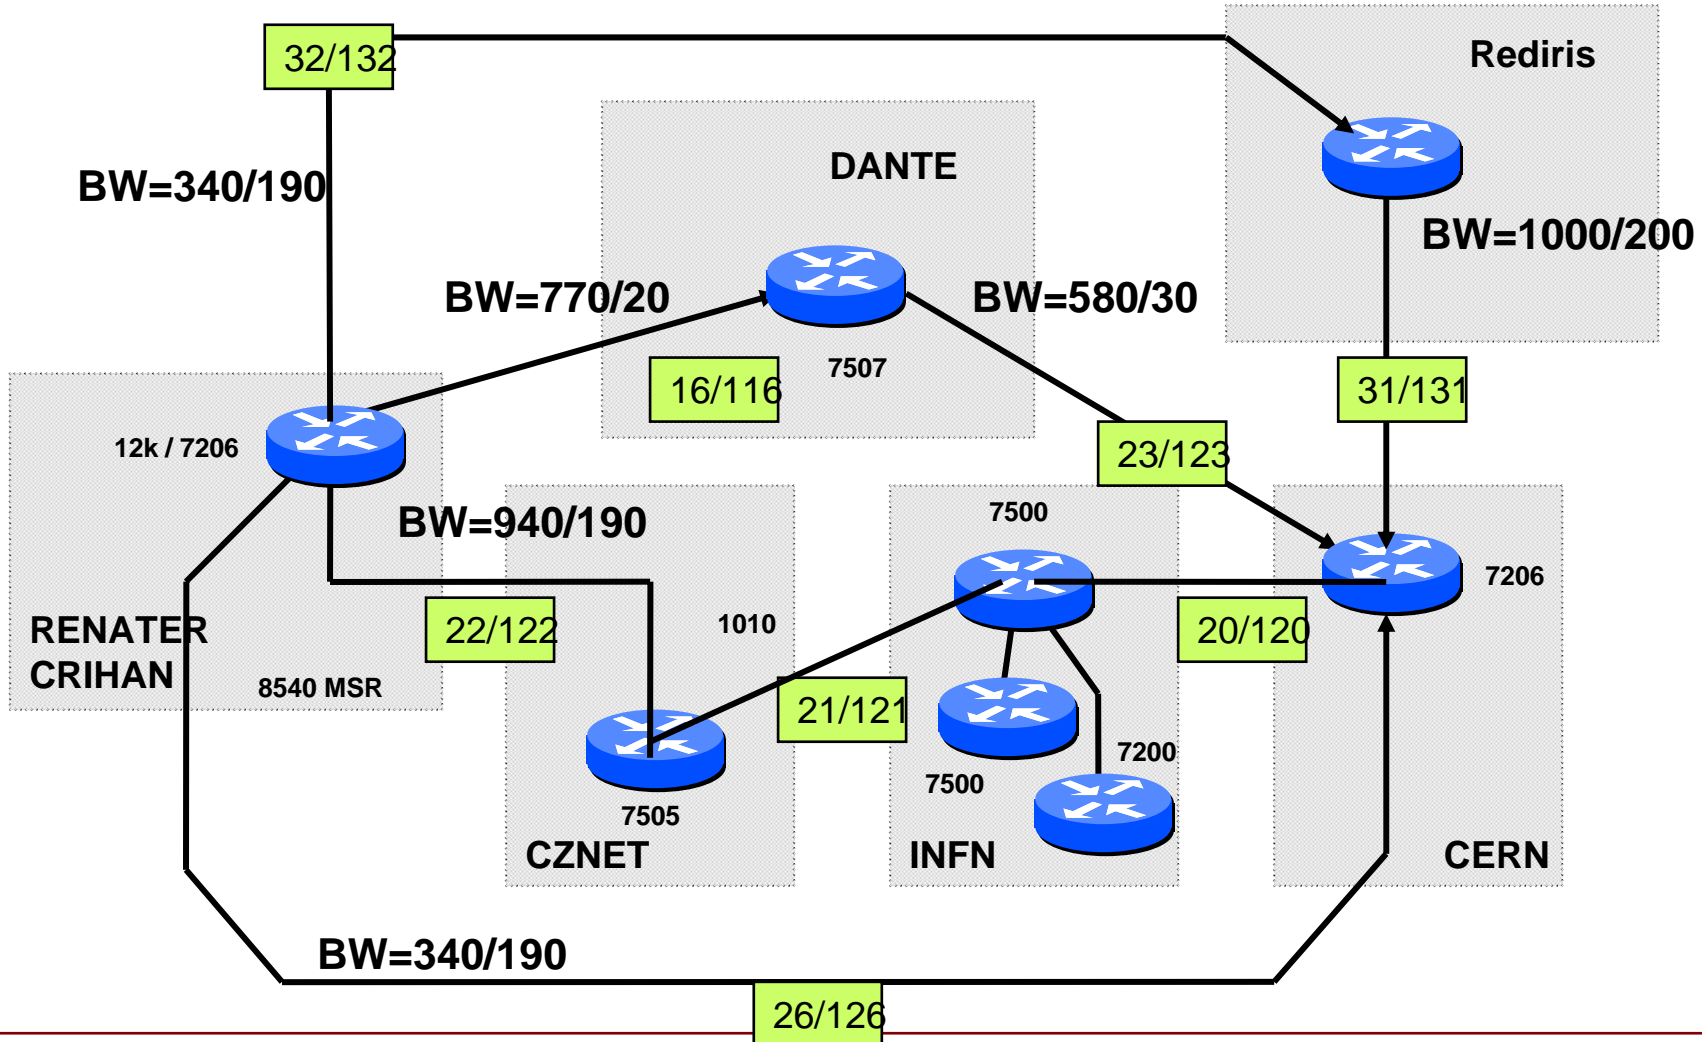 32/132
Rediris
DANTE
BW=340/190
BW=1000/200
BW=770/20
BW=580/30
7507
16/116
31/131
12k / 7206
23/123
7500
BW=940/190
7206
RENATER
CRIHAN
22/122
1010
20/120
8540 MSR
21/121
7200
7500
7505
CZNET
INFN
CERN
BW=340/190
26/126